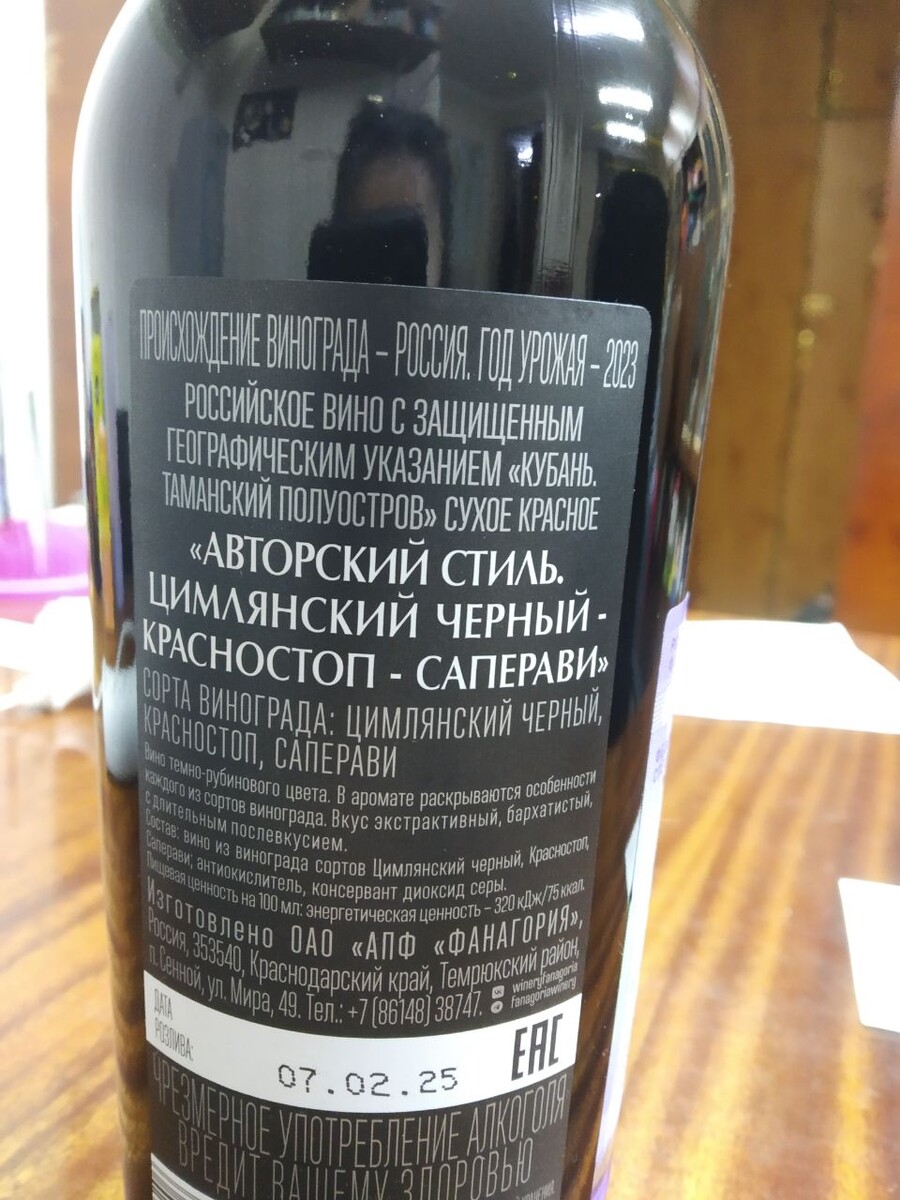 ПРОИСХОЖДЕНИЕ ВИНОГРАДА – РОССИЯ. ГОД УРОЖАЯ – 2023
РОССИЙСКОЕ ВИНО С ЗАЩИЩЕННЫМ
ГЕОГРАФИЧЕСКИМ УКАЗАНИЕМ «КУБАНЬ.
ТАМАНСКИЙ ПОЛУОСТРОВ» СУХОЕ КРАСНОЕ
«АВТОРСКИЙ СТИЛЬ.
ЦИМЛЯНСКИЙ ЧЕРНЫЙ -
КРАСНОСТОП - САПЕРАВИ»
СОРТА ВИНОГРАДА: ЦИМЛЯНСКИЙ ЧЕРНЫЙ,
КРАСНОСТОП, САПЕРАВИ
Вино темно-рубинового цвета. В аромате раскрываются особенности
каждого из сортов винограда. Вкус экстрактивный, бархатистый,
с длительным послевкусием.
Состав: вино из винограда сортов Цимлянский черный, Красностоп,
Саперави; антиокислитель, консервант диоксид серы.
Пищевая ценность на 100 мл: энергетическая ценность – 320 кДж/75 ккал.
Изготовлено ОАО «АПФ «ФАНАГОРИЯ»,
Россия, 353540, Краснодарский край, Темрюкский район,
п. Сенной, ул. Мира, 49. Тел.: +7 (86148) 38747.
wineryfanagoria
fanagoriawinery
ДАТА
РОЗЛИВА:
07.02.25
ЕАС
ЧРЕЗМЕРНОЕ УПОТРЕБЛЕНИЕ АЛКОГОЛЯ
ВРЕДИТ ВАШЕМУ ЗДОРОВЬЮ